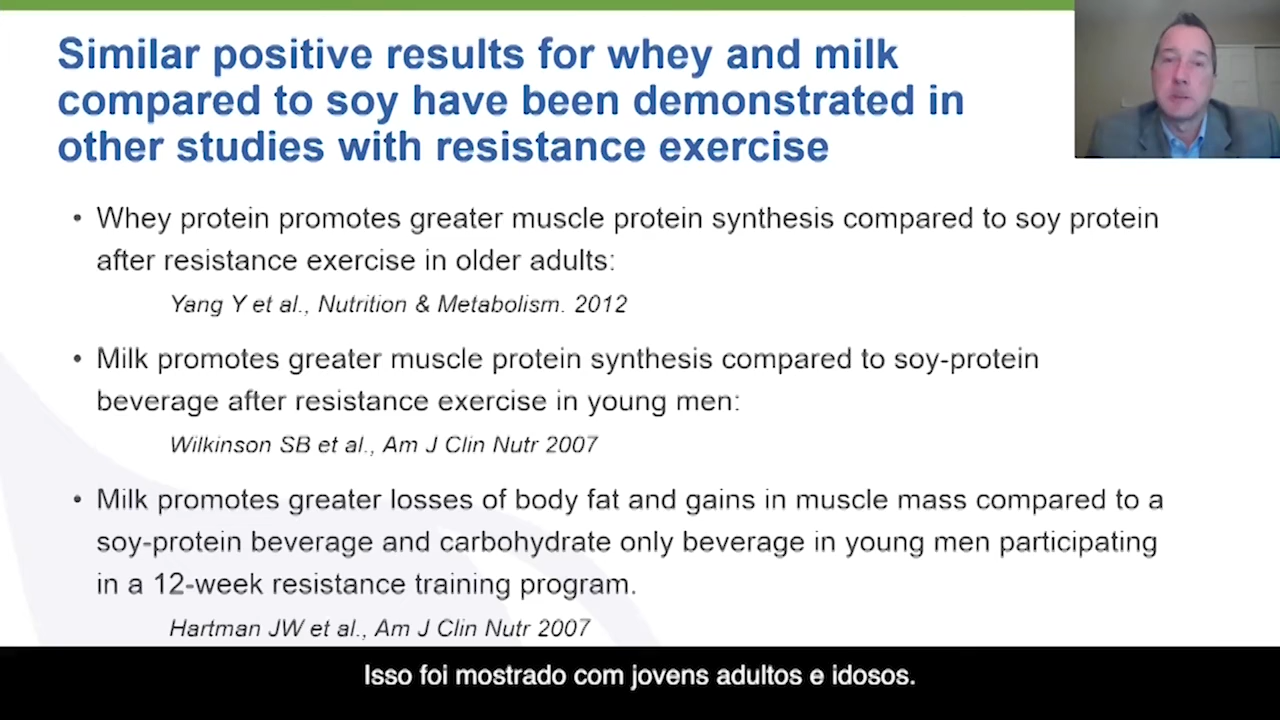 Similar positive results for whey and milk
compared to soy have been demonstrated in
other studies with resistance exercise
• Whey protein promotes greater muscle protein synthesis compared to soy protein
after resistance exercise in older adults:
Yang Y et al., Nutrition & Metabolism. 2012
• Milk promotes greater muscle protein synthesis compared to soy-protein
beverage after resistance exercise in young men:
Wilkinson SB et al., Am J Clin Nutr 2007
• Milk promotes greater losses of body fat and gains in muscle mass compared to a
soy-protein beverage and carbohydrate only beverage in young men participating
in a 12-week resistance training program.
Hartman JW et al., Am J Clin Nutr 2007
Isso foi mostrado com jovens adultos e idosos.